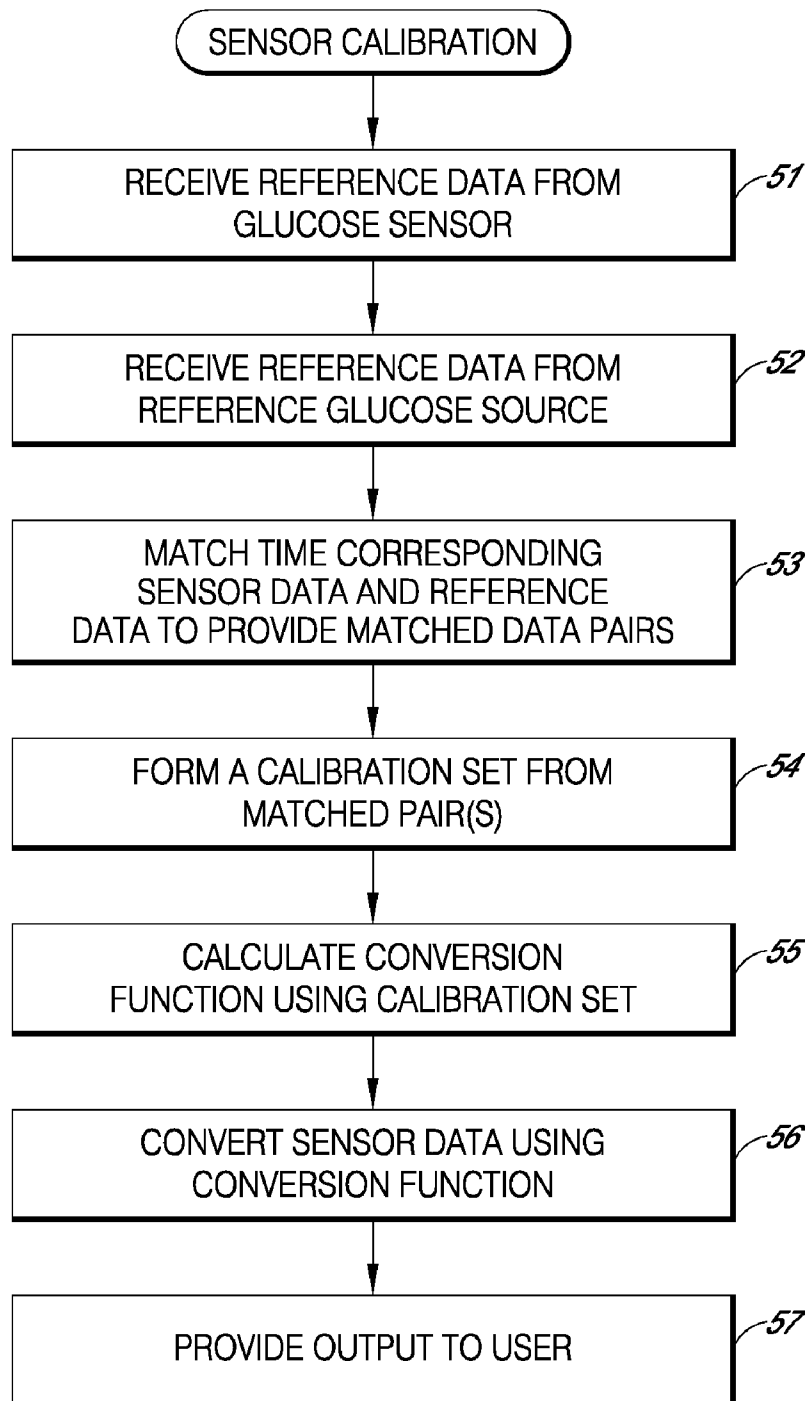 SENSOR CALIBRATION
RECEIVE REFERENCE DATA FROM
GLUCOSE SENSOR
51
RECEIVE REFERENCE DATA FROM
REFERENCE GLUCOSE SOURCE
52
MATCH TIME CORRESPONDING
SENSOR DATA AND REFERENCE
DATA TO PROVIDE MATCHED DATA PAIRS
53
FORM A CALIBRATION SET FROM
MATCHED PAIR(S)
54
CALCULATE CONVERSION
FUNCTION USING CALIBRATION SET
55
CONVERT SENSOR DATA USING
CONVERSION FUNCTION
56
PROVIDE OUTPUT TO USER
57